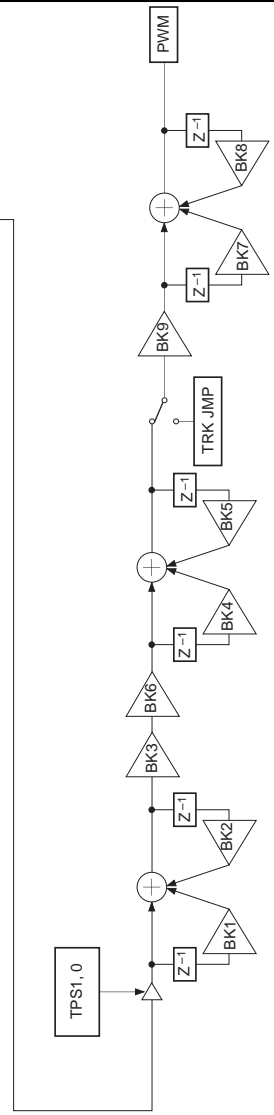 TPS1, 0
Z–1
BK1
BK2
Z–1
BK3
BK6
Z–1
BK4
BK5
Z–1
TRK JMP
BK9
Z–1
BK7
BK8
Z–1
PWM